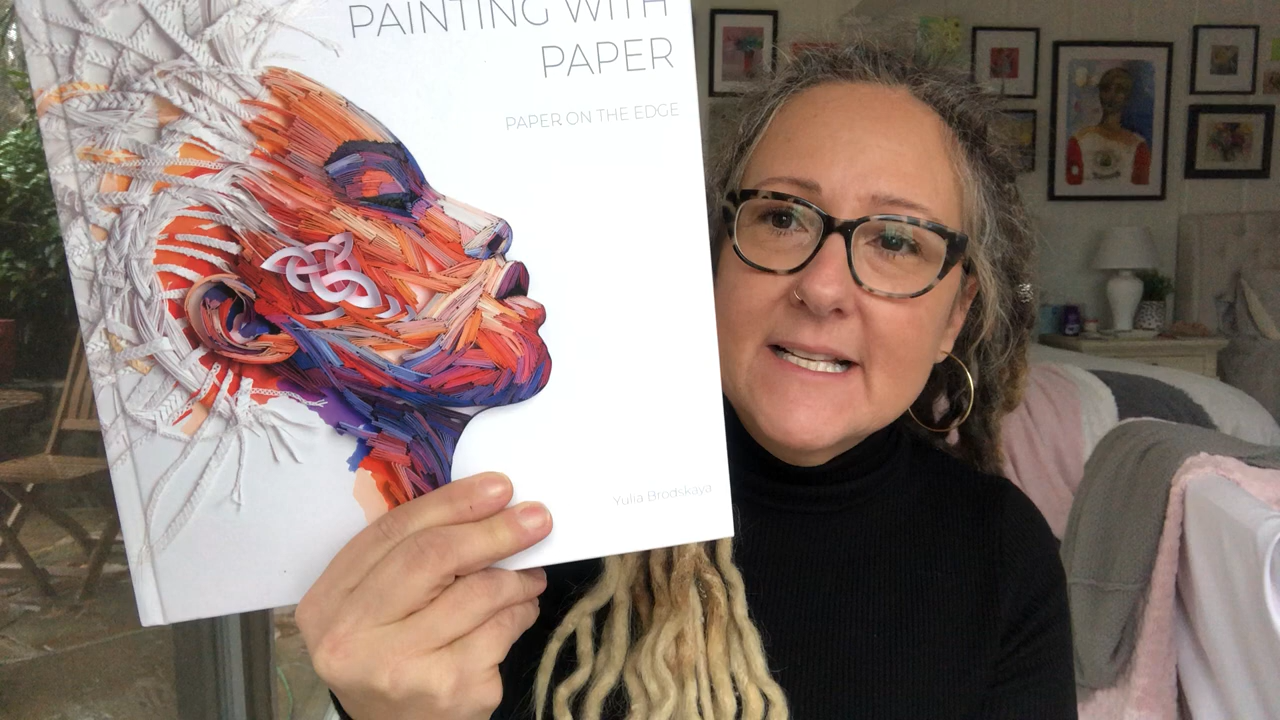 PAINTING WITH
PAPER
PAPER ON THE EDGE
Yulia Brodskaya